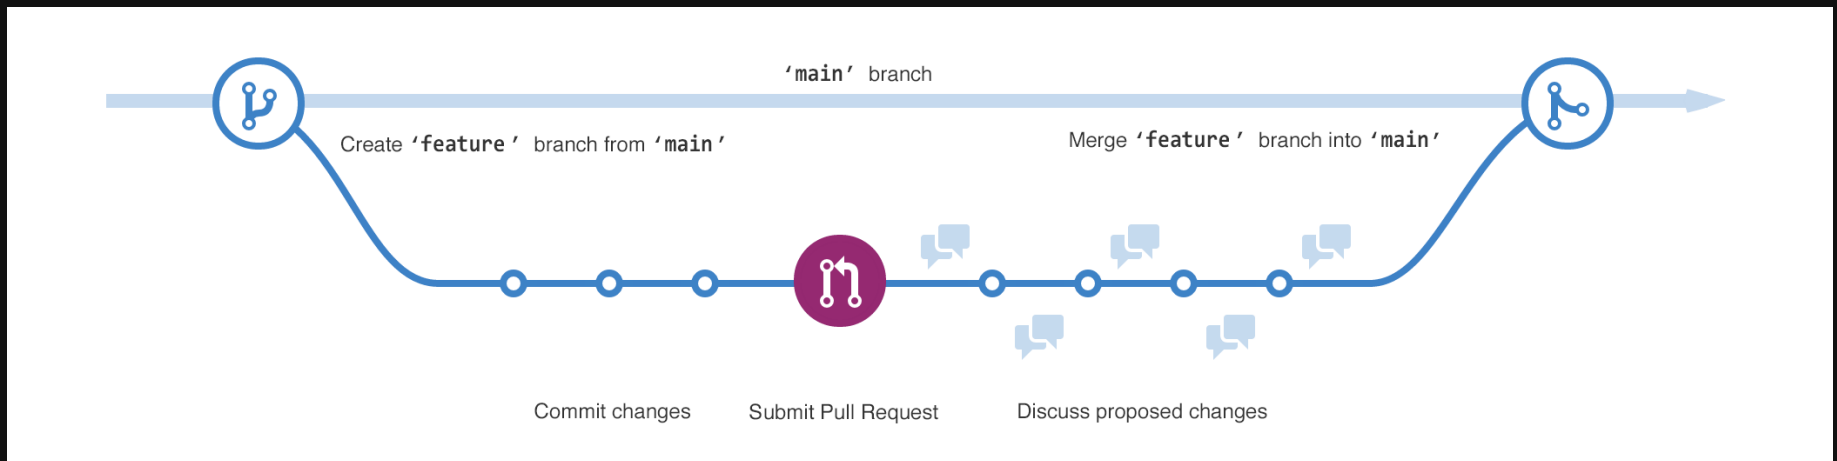 ‘main’ branch
Create ‘feature’ branch from ‘main’
Merge ‘feature’ branch into ‘main’
Commit changes
Submit Pull Request
Discuss proposed changes